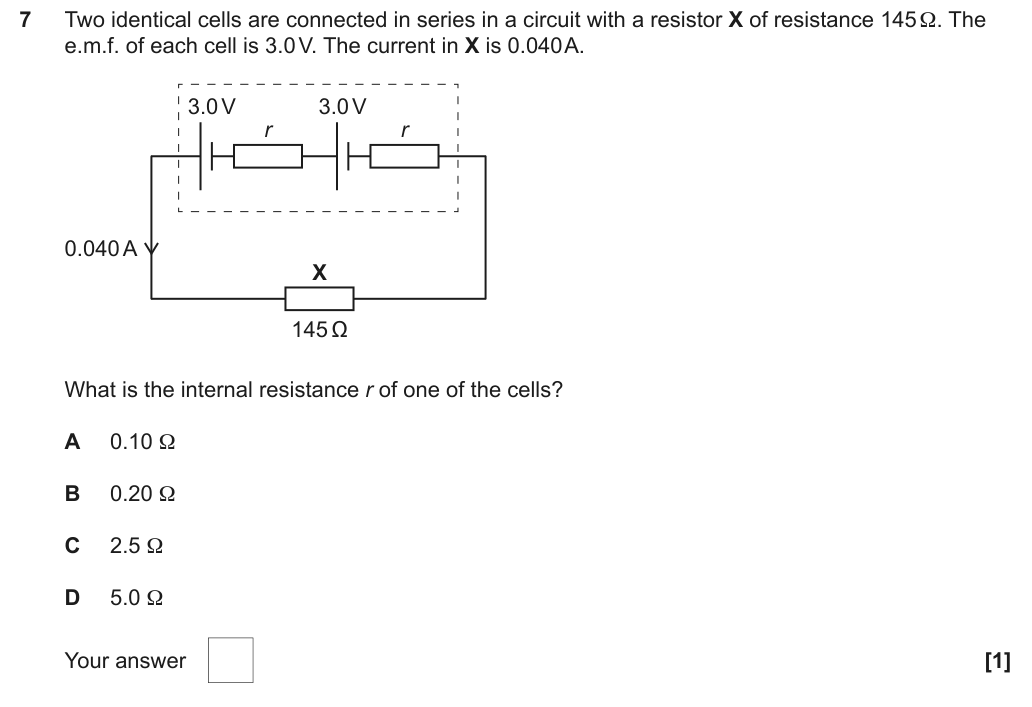 7 Two identical cells are connected in series in a circuit with a resistor X of resistance 145 Ω. The
e.m.f. of each cell is 3.0 V. The current in X is 0.040 A.
3.0 V 3.0 V
r r
0.040 A
X
145 Ω
What is the internal resistance r of one of the cells?
A 0.10 Ω
B 0.20 Ω
C 2.5 Ω
D 5.0 Ω
Your answer [1]